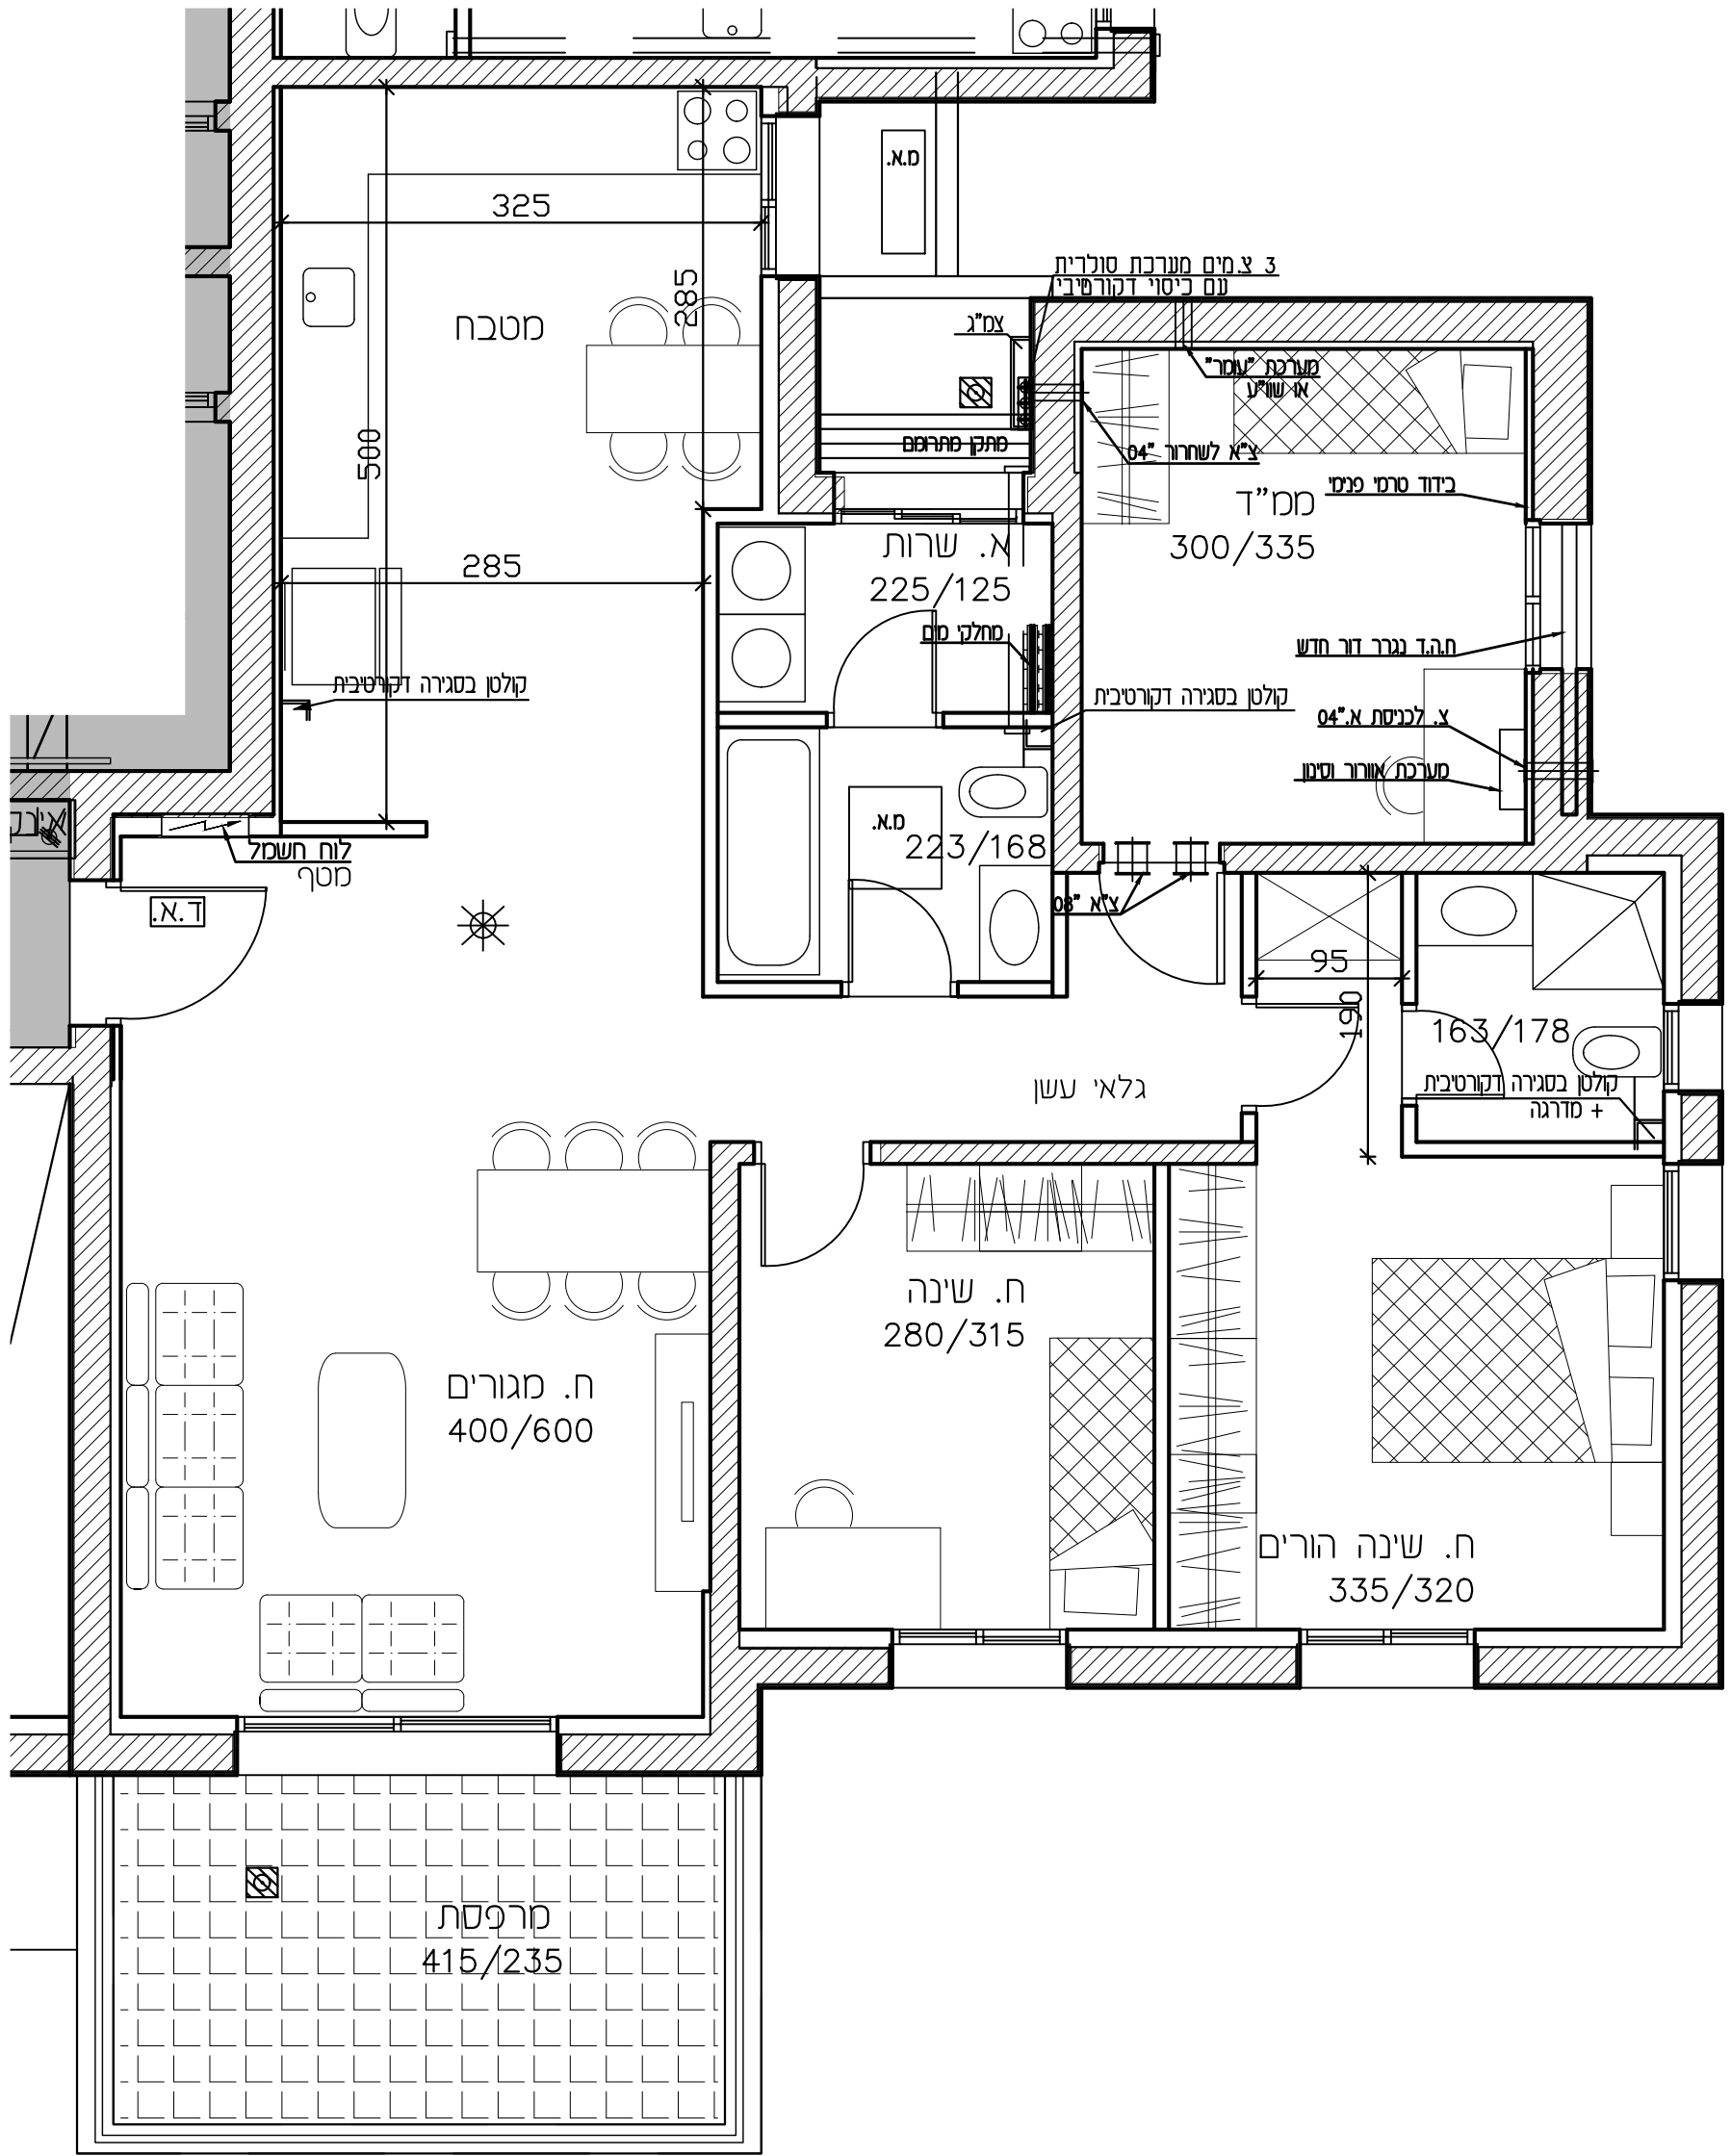 מ.א.
325
3 צ.מים מערכת סולרית
עם כיסוי דקורטיבי
285
מטבח
צמ"ג
מערכת "עומר"
או שוו"ע
500
מתקן מתרומם
צ"א לשחרור "04
ממ"ד
300/335
בידוד טרמי פנימי
א. שרות
225/125
285
מחלקי מים
ח.ה.ד נגרר דור חדש
קולטן בסגירה דקורטיבית
קולטן בסגירה דקורטיבית
צ. לכניסת א."04
מערכת אוורור וסינון
מ.א.
223/168
לוח חשמל
מטף
ד.א.
צ"א "08
95
190
163/178
גלאי עשן
קולטן בסגירה דקורטיבית
+ מדרגה
ח. שינה
280/315
ח. מגורים
400/600
ח. שינה הורים
335/320
מרפסת
415/235